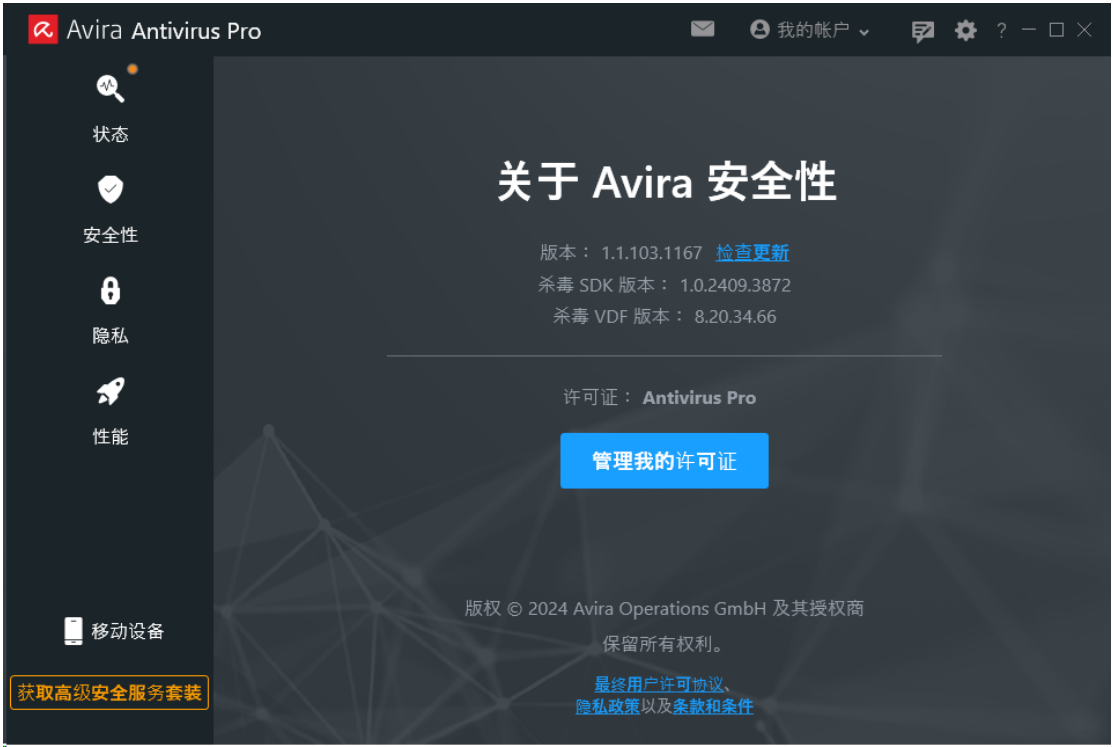 Avira Antivirus Pro
我的帐户
?
状态
安全性
隐私
性能
移动设备
获取高级安全服务套装
关于 Avira 安全性
版本： 1.1.103.1167 检查更新
杀毒 SDK 版本： 1.0.2409.3872
杀毒 VDF 版本： 8.20.34.66
许可证： Antivirus Pro
管理我的许可证
版权 © 2024 Avira Operations GmbH 及其授权商
保留所有权利。
最终用户许可协议、
隐私政策以及条款和条件